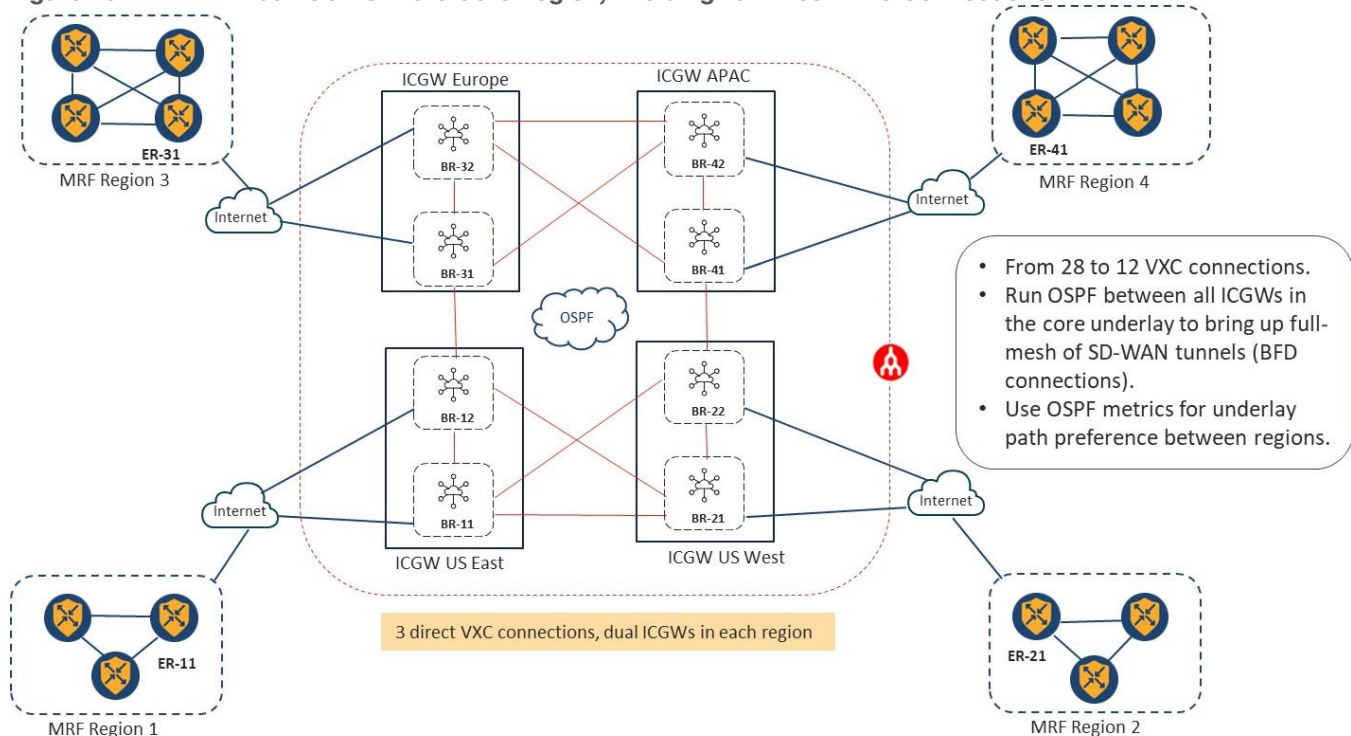 ICGW Europe
ICGW APAC
BR-32
BR-42
ER-31
ER-41
MRF Region 3
MRF Region 4
Internet
Internet
BR-31
BR-41
OSPF
• From 28 to 12 VXC connections.
• Run OSPF between all ICGWs in
the core underlay to bring up full-
mesh of SD-WAN tunnels (BFD
connections).
• Use OSPF metrics for underlay
path preference between regions.
BR-12
BR-22
Internet
Internet
BR-11
BR-21
ICGW US East
ICGW US West
3 direct VXC connections, dual ICGWs in each region
ER-11
ER-21
MRF Region 1
MRF Region 2